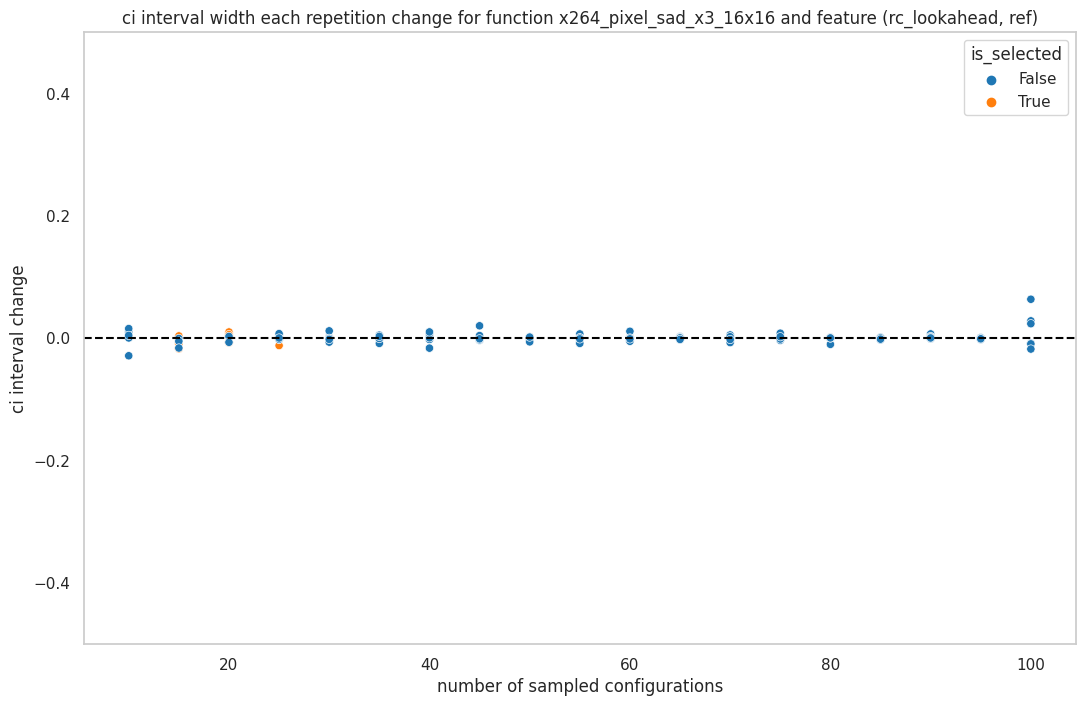 ci interval width each repetition change for function x264_pixel_sad_x3_16x16 and feature (rc_lookahead, ref)
is_selected
False
True
0.4
0.2
0.0
−0.2
−0.4
ci interval change
20
40
60
80
100
number of sampled configurations